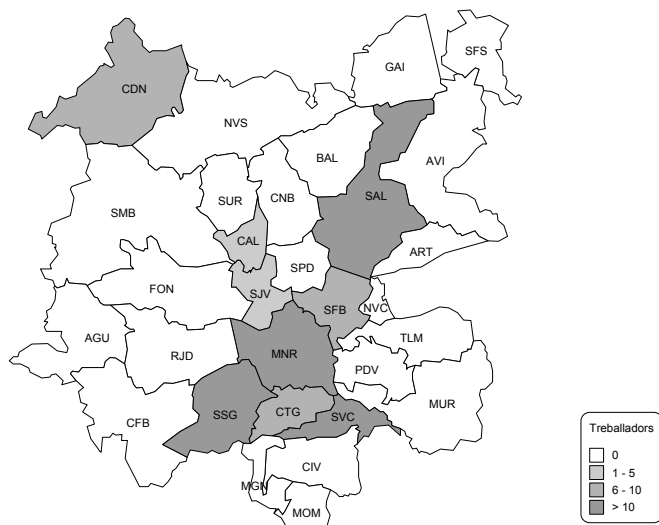 SFS
GAI
CDN
NVS
BAL
AVI
SAL
SUR
CNB
SMB
CAL
ART
SPD
FON
SJV
SFB
NVC
AGU
TLM
RJD
MNR
PDV
MUR
SSG
CTG
SVC
CFB
CIV
MGN
MOM
Treballadors
0
1 - 5
6 - 10
> 10